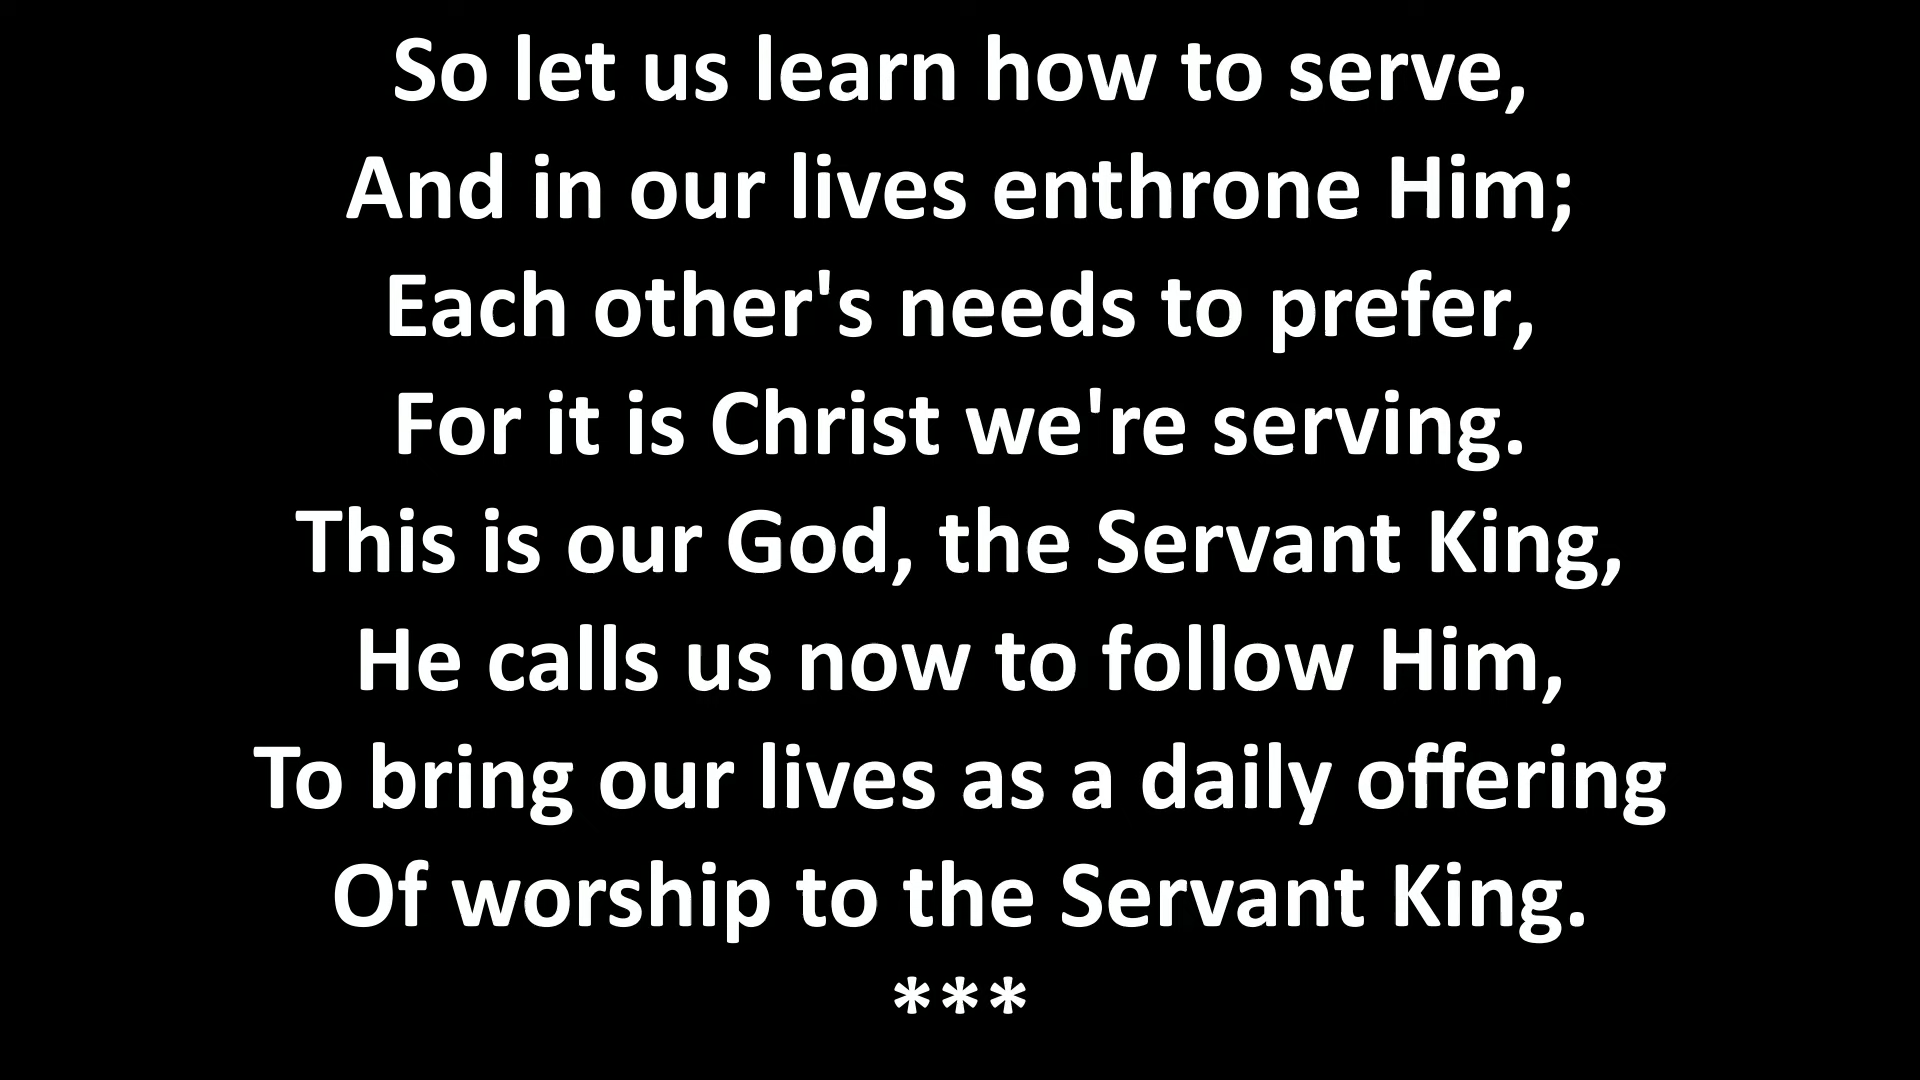 So let us learn how to serve,
And in our lives enthrone Him;
Each other's needs to prefer,
For it is Christ we're serving.
This is our God, the Servant King,
He calls us now to follow Him,
To bring our lives as a daily offering
Of worship to the Servant King.
***